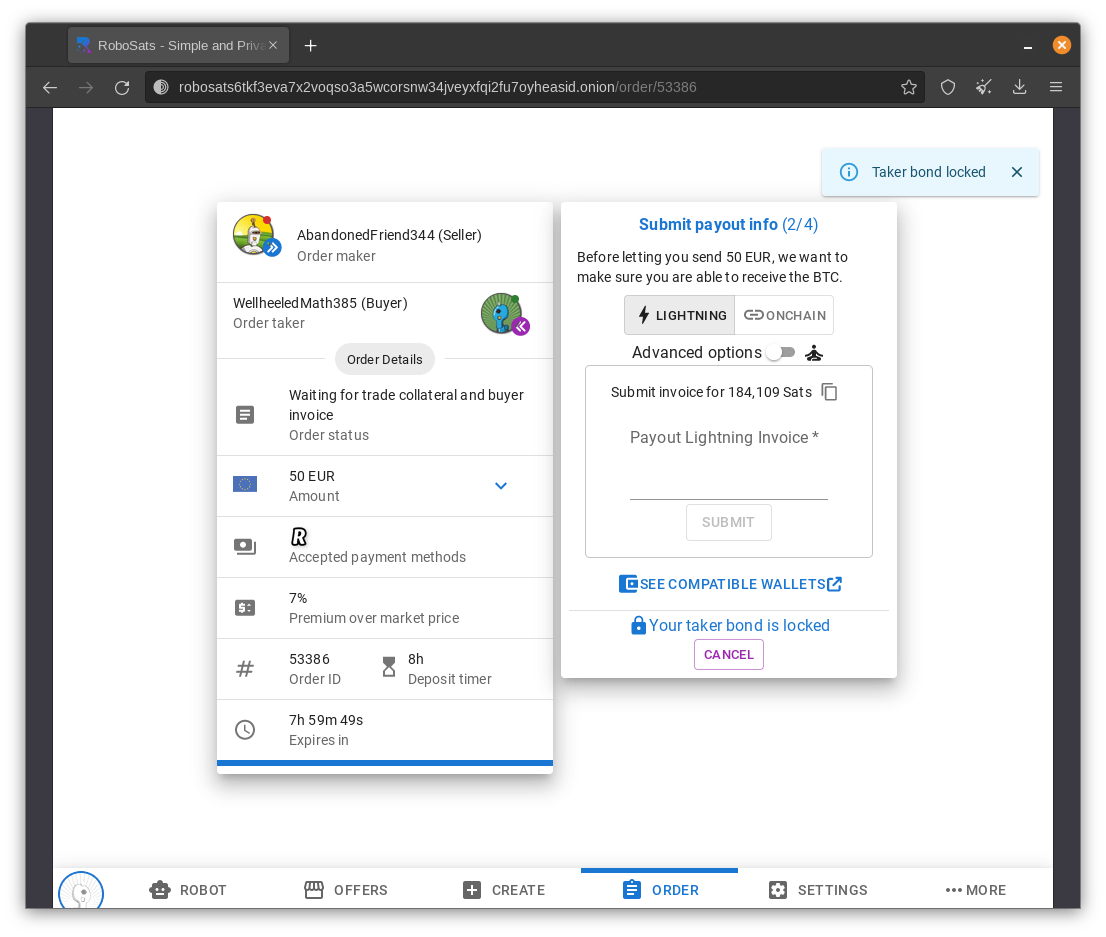 RoboSats - Simple and Priva
robosats6tkf3eva7x2voqso3a5wcorsnw34jveyxfqi2fu7oyheasid.onion/order/53386
Taker bond locked
AbandonedFriend344 (Seller)
Order maker
WellheeledMath385 (Buyer)
Order taker
Order Details
Waiting for trade collateral and buyer
invoice
Order status
50 EUR
Amount
R
Accepted payment methods
7%
Premium over market price
53386
Order ID
8h
Deposit timer
7h 59m 49s
Expires in
Submit payout info (2/4)
Before letting you send 50 EUR, we want to
make sure you are able to receive the BTC.
LIGHTNING
ONCHAIN
Advanced options
Submit invoice for 184,109 Sats
Payout Lightning Invoice *
SUBMIT
SEE COMPATIBLE WALLETS
Your taker bond is locked
CANCEL
ROBOT
OFFERS
CREATE
ORDER
SETTINGS
MORE